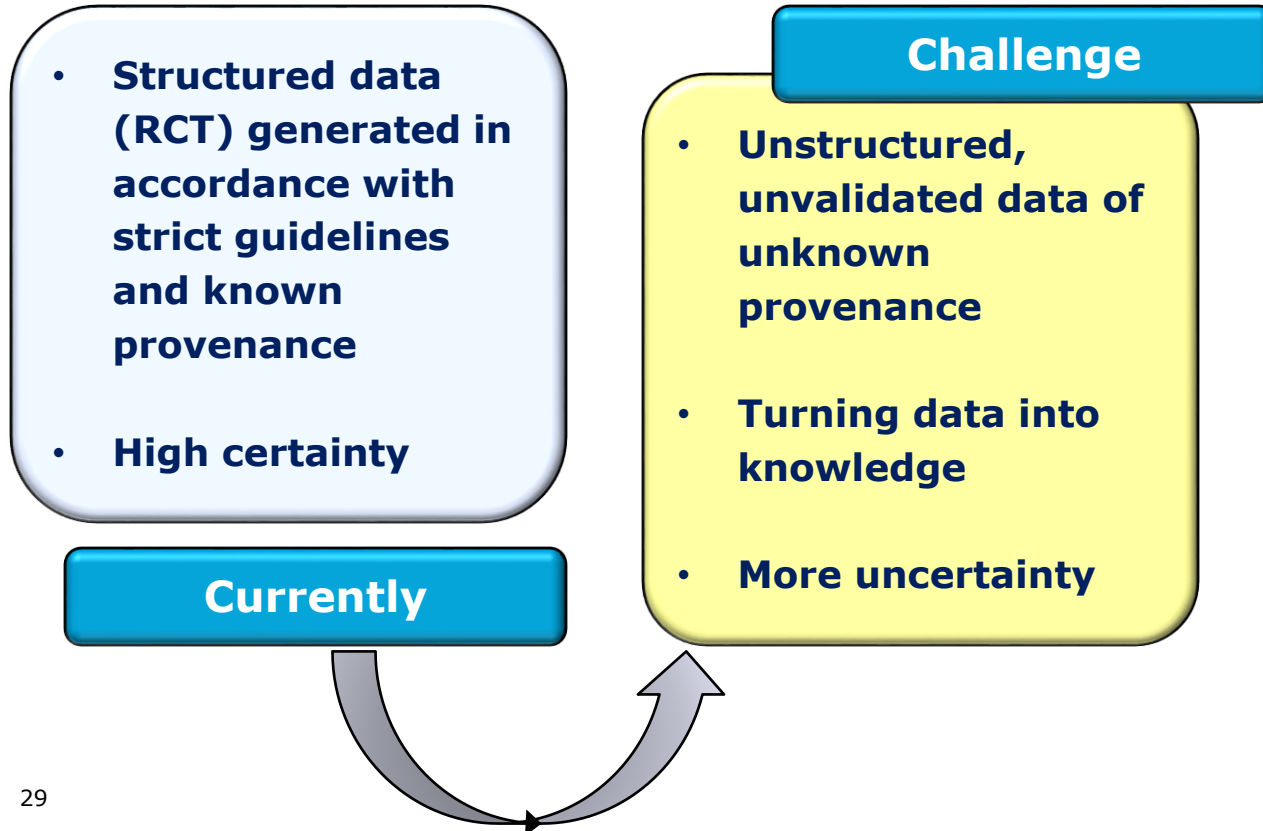 • Structured data
(RCT) generated in
accordance with
strict guidelines
and known
provenance
• High certainty
Currently
Challenge
• Unstructured,
unvalidated data of
unknown
provenance
• Turning data into
knowledge
• More uncertainty
29